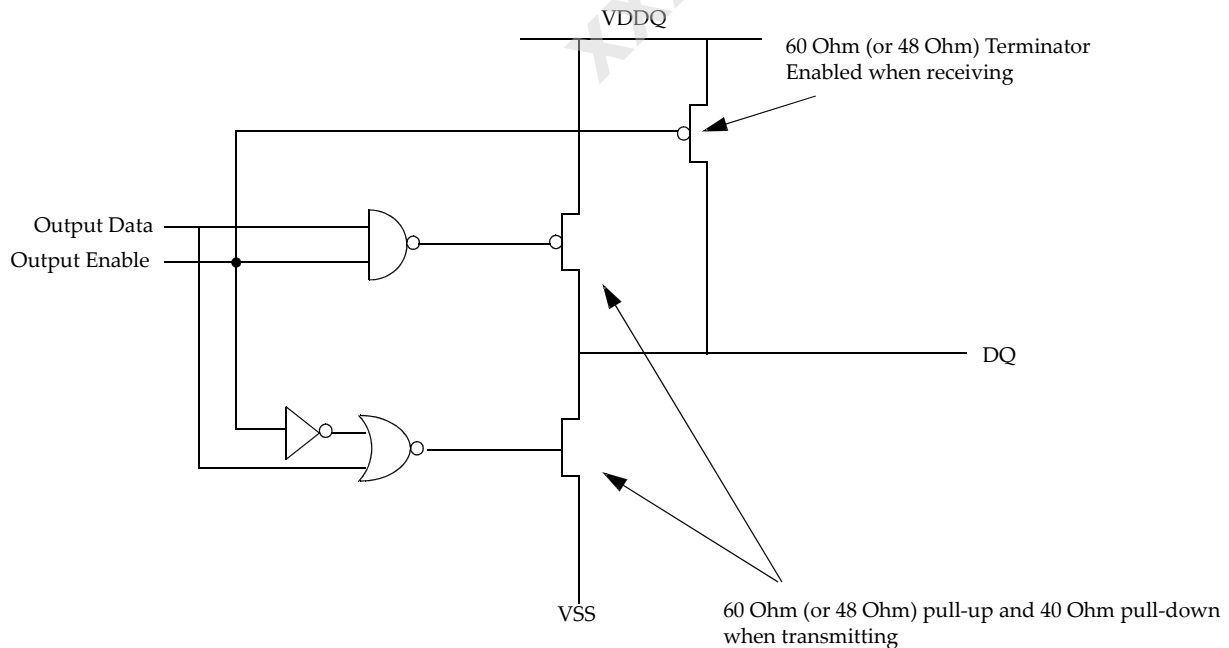 VDDQ
60 Ohm (or 48 Ohm) Terminator
Enabled when receiving
Output Data
Output Enable
DQ
VSS
60 Ohm (or 48 Ohm) pull-up and 40 Ohm pull-down
when transmitting